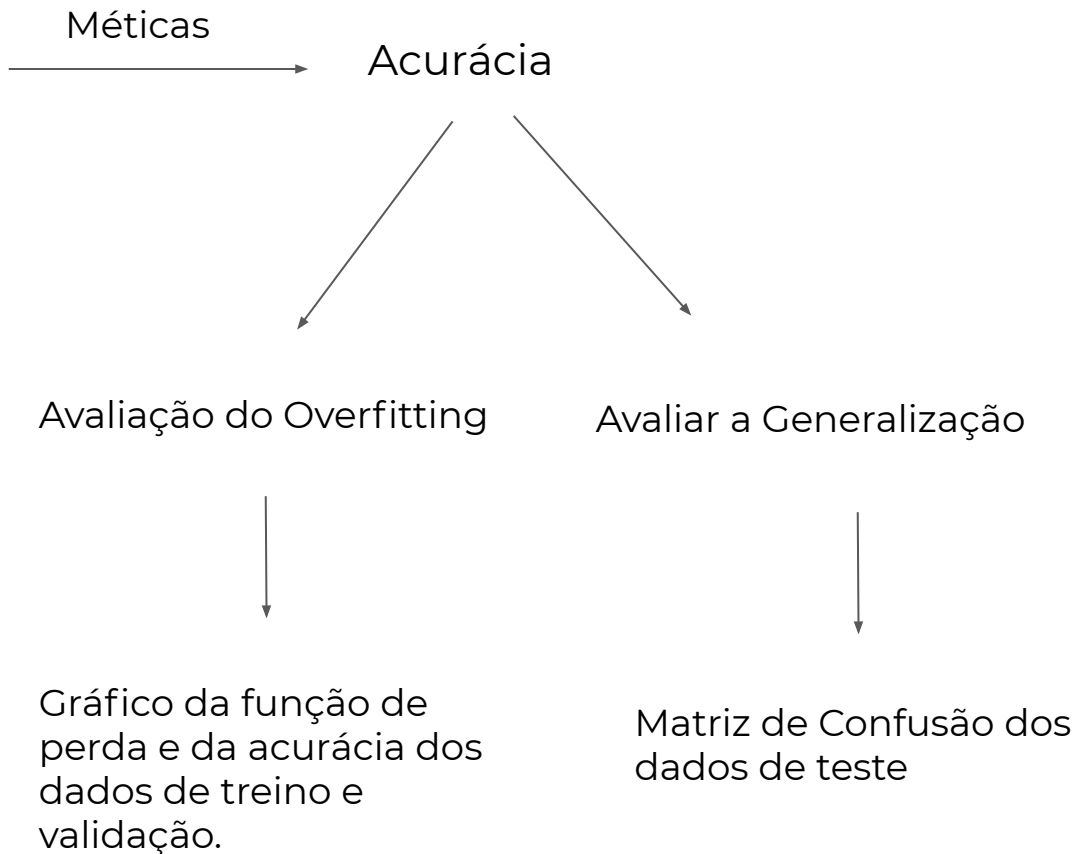 Méticas
Acurácia
Avaliação do Overfitting
Avaliar a Generalização
Gráfico da função de
perda e da acurácia dos
dados de treino e
validação.
Matriz de Confusão dos
dados de teste